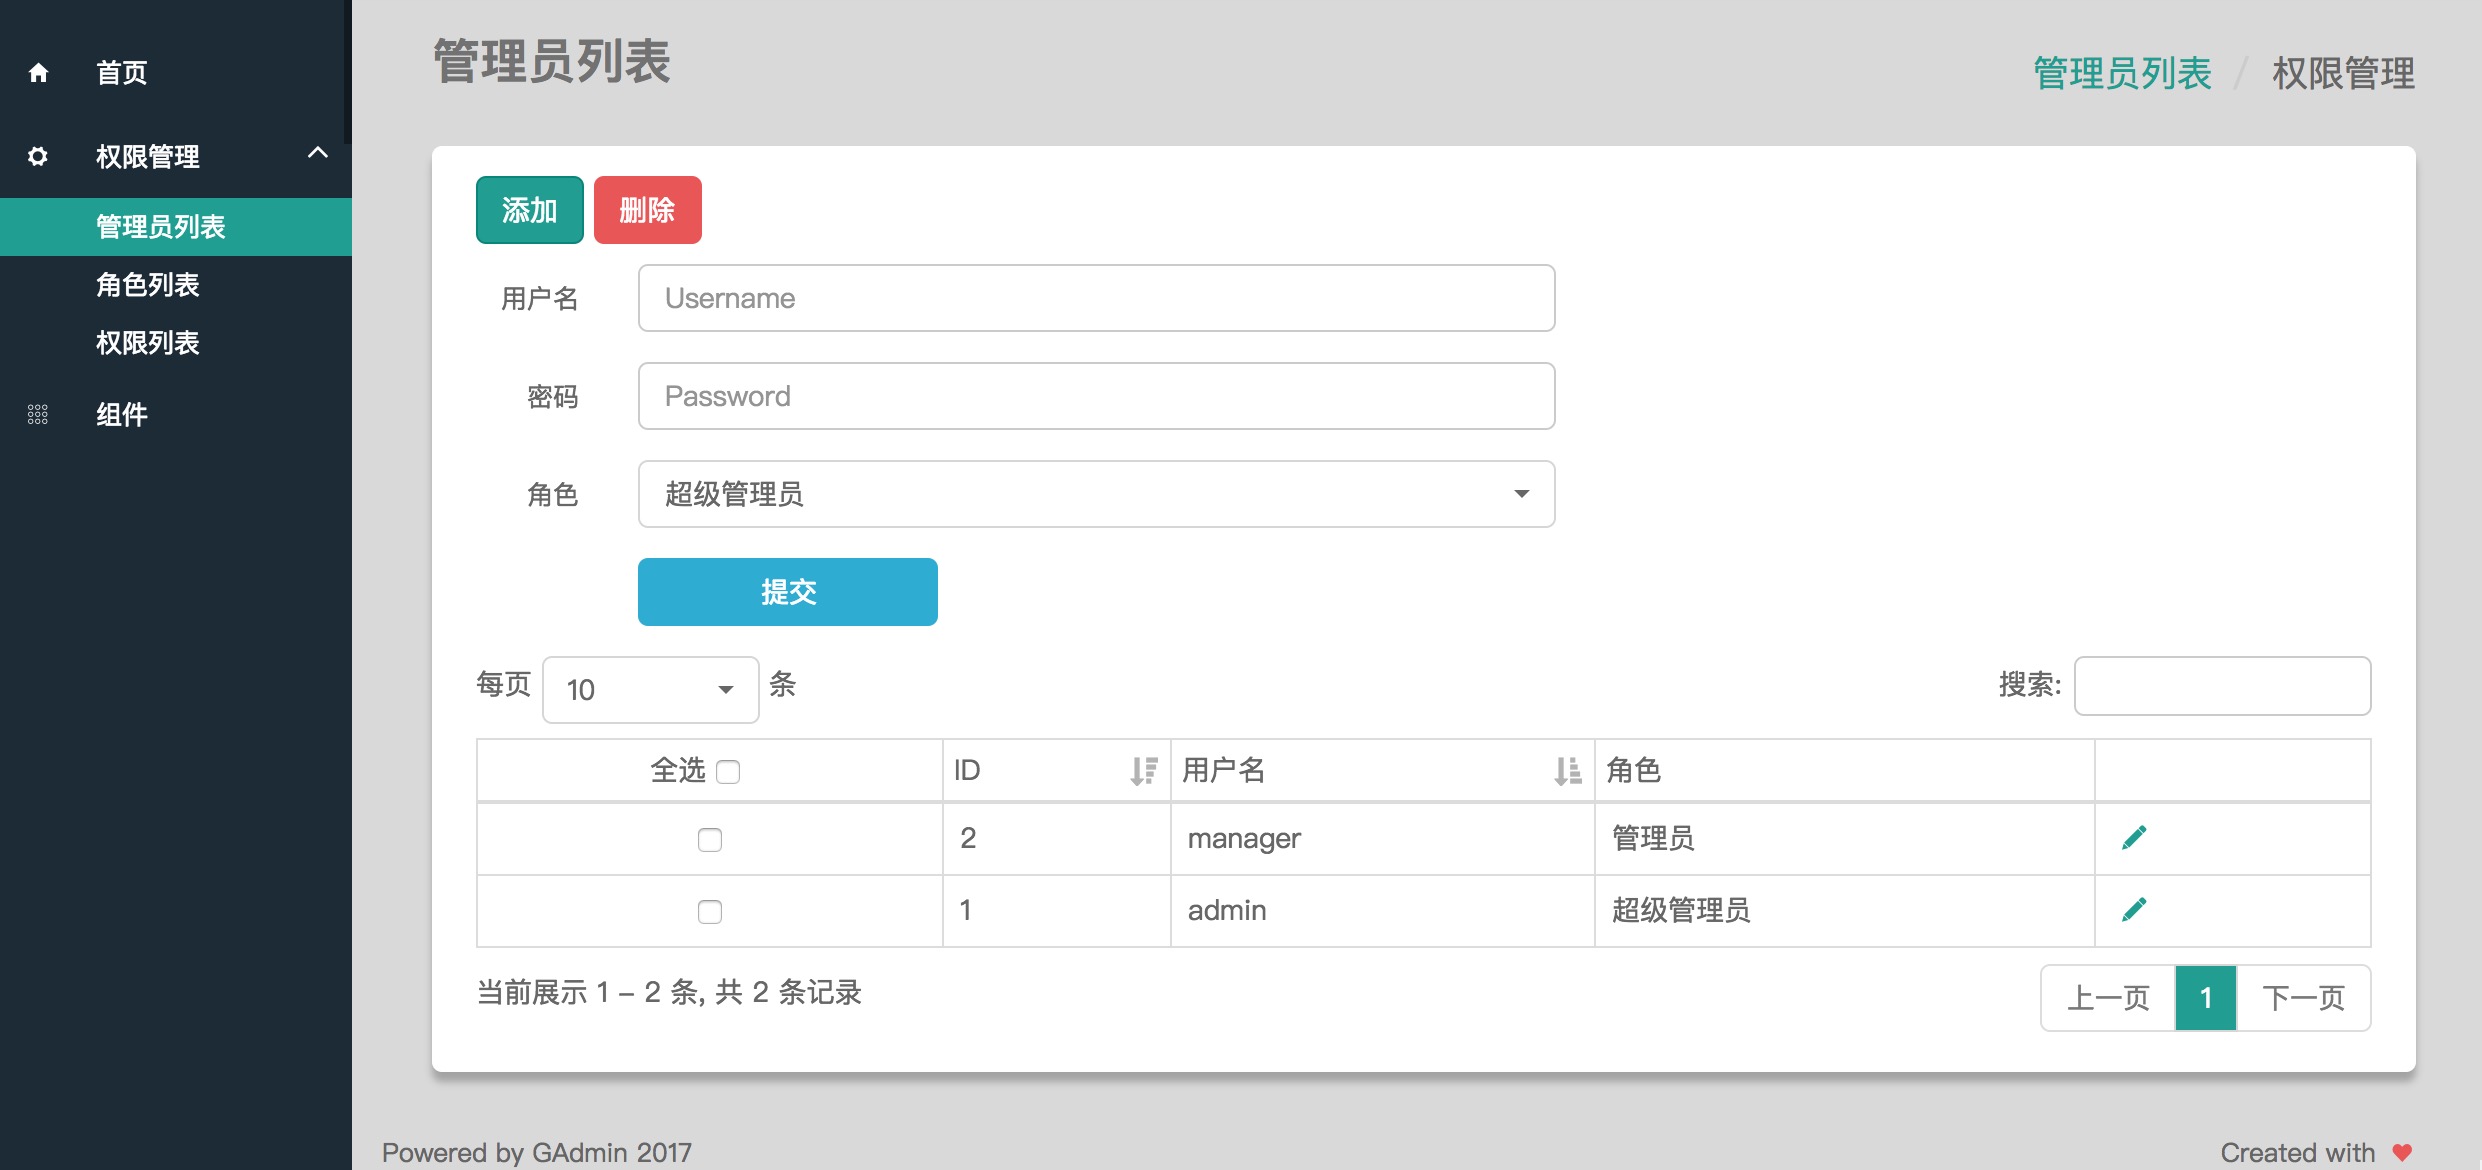 首页
权限管理
管理员列表
角色列表
权限列表
组件
管理员列表
管理员列表 / 权限管理
添加 删除
用户名 Username
密码 Password
角色 超级管理员
提交
每页 10 条 搜索:
全选 ID 用户名 角色
2 manager 管理员
1 admin 超级管理员
当前展示 1 – 2 条, 共 2 条记录 上一页 1 下一页
Powered by GAdmin 2017 Created with ❤